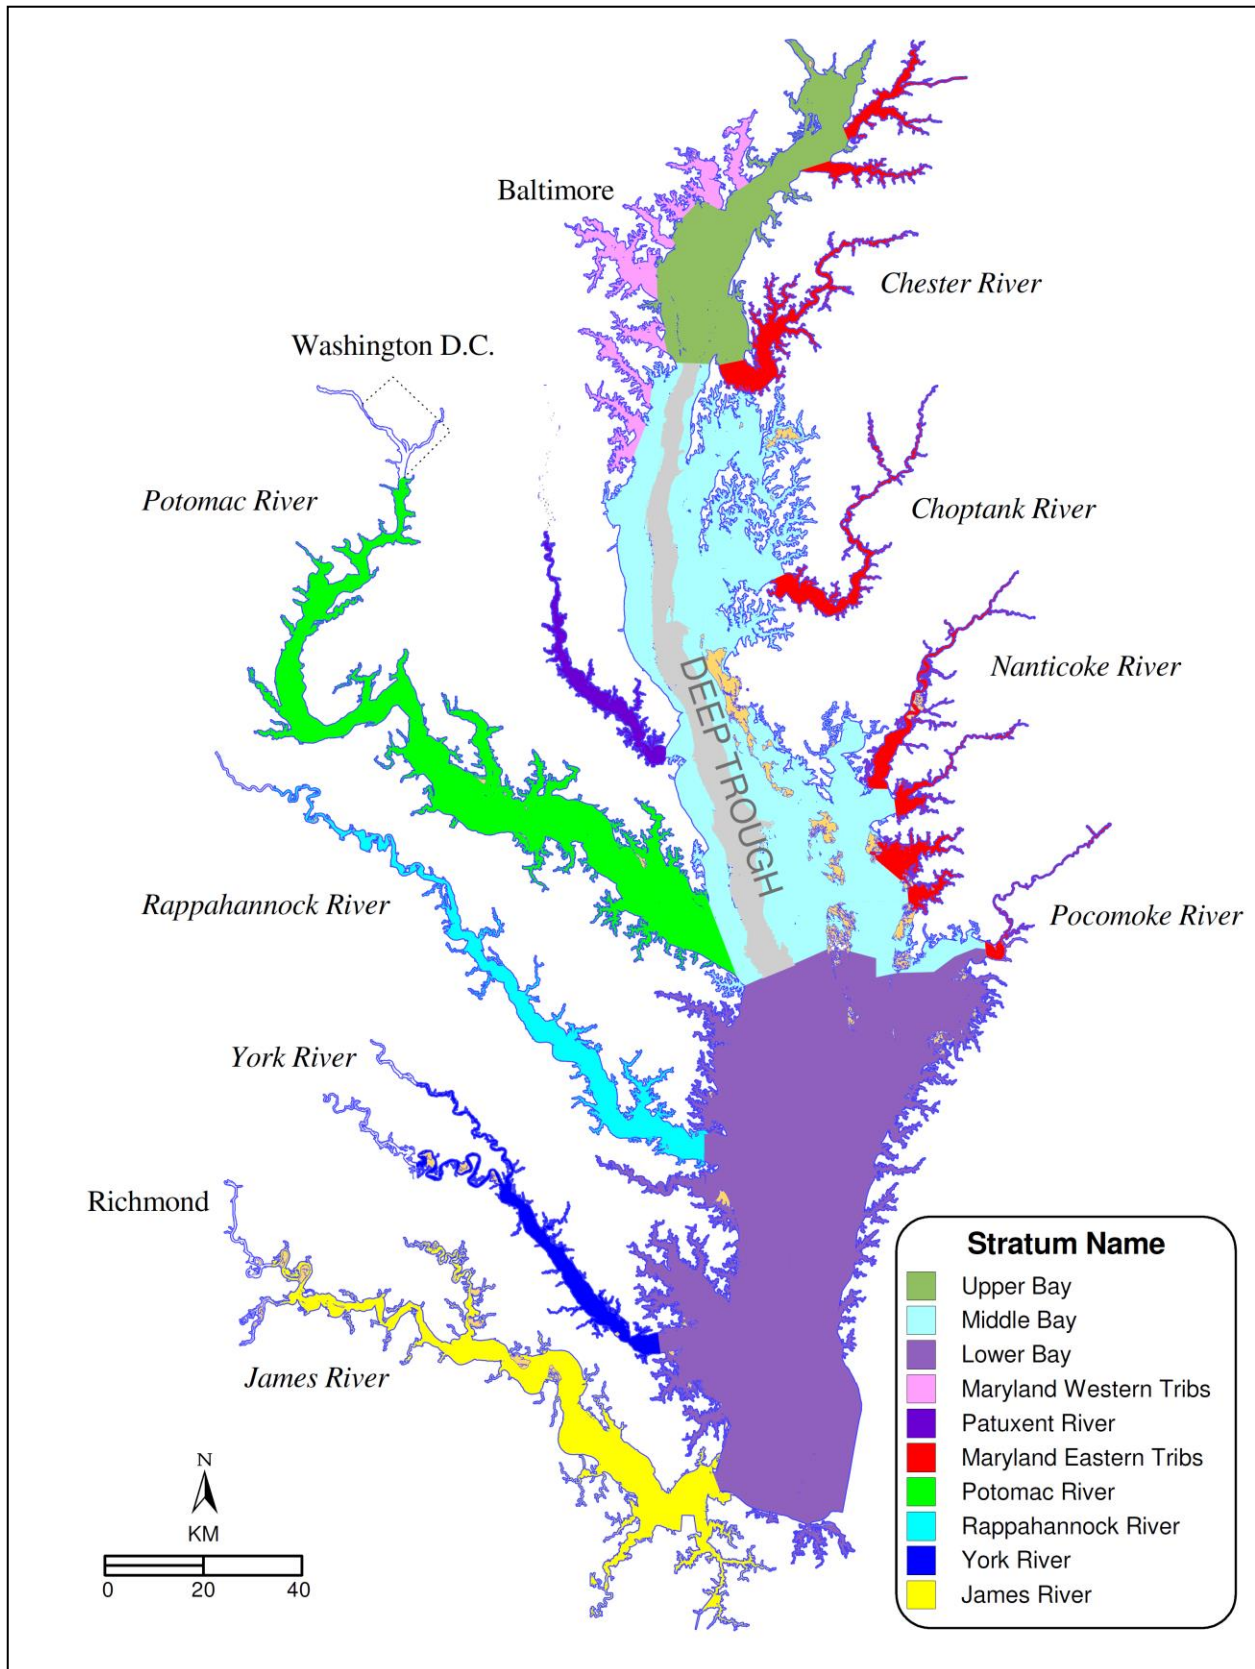 Baltimore
Chester River
Washington D.C.
Potomac River
Choptank River
DEEP TROUGH
Nanticoke River
Rappahannock River
Pocomoke River
York River
Richmond
James River
N
KM
0 20 40
Stratum Name
Upper Bay
Middle Bay
Lower Bay
Maryland Western Tribs
Patuxent River
Maryland Eastern Tribs
Potomac River
Rappahannock River
York River
James River